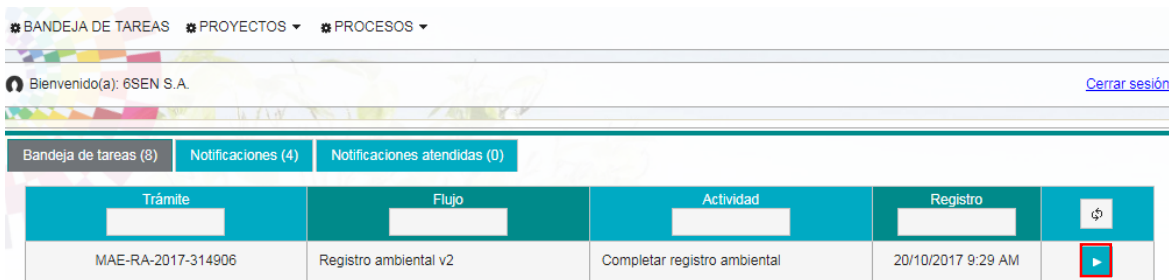 BANDEJA DE TAREAS PROYECTOS PROCESOS
Bienvenido(a): 6SEN S.A. Cerrar sesión
Bandeja de tareas (8) Notificaciones (4) Notificaciones atendidas (0)
Trámite Flujo Actividad Registro
MAE-RA-2017-314906 Registro ambiental v2 Completar registro ambiental 20/10/2017 9:29 AM